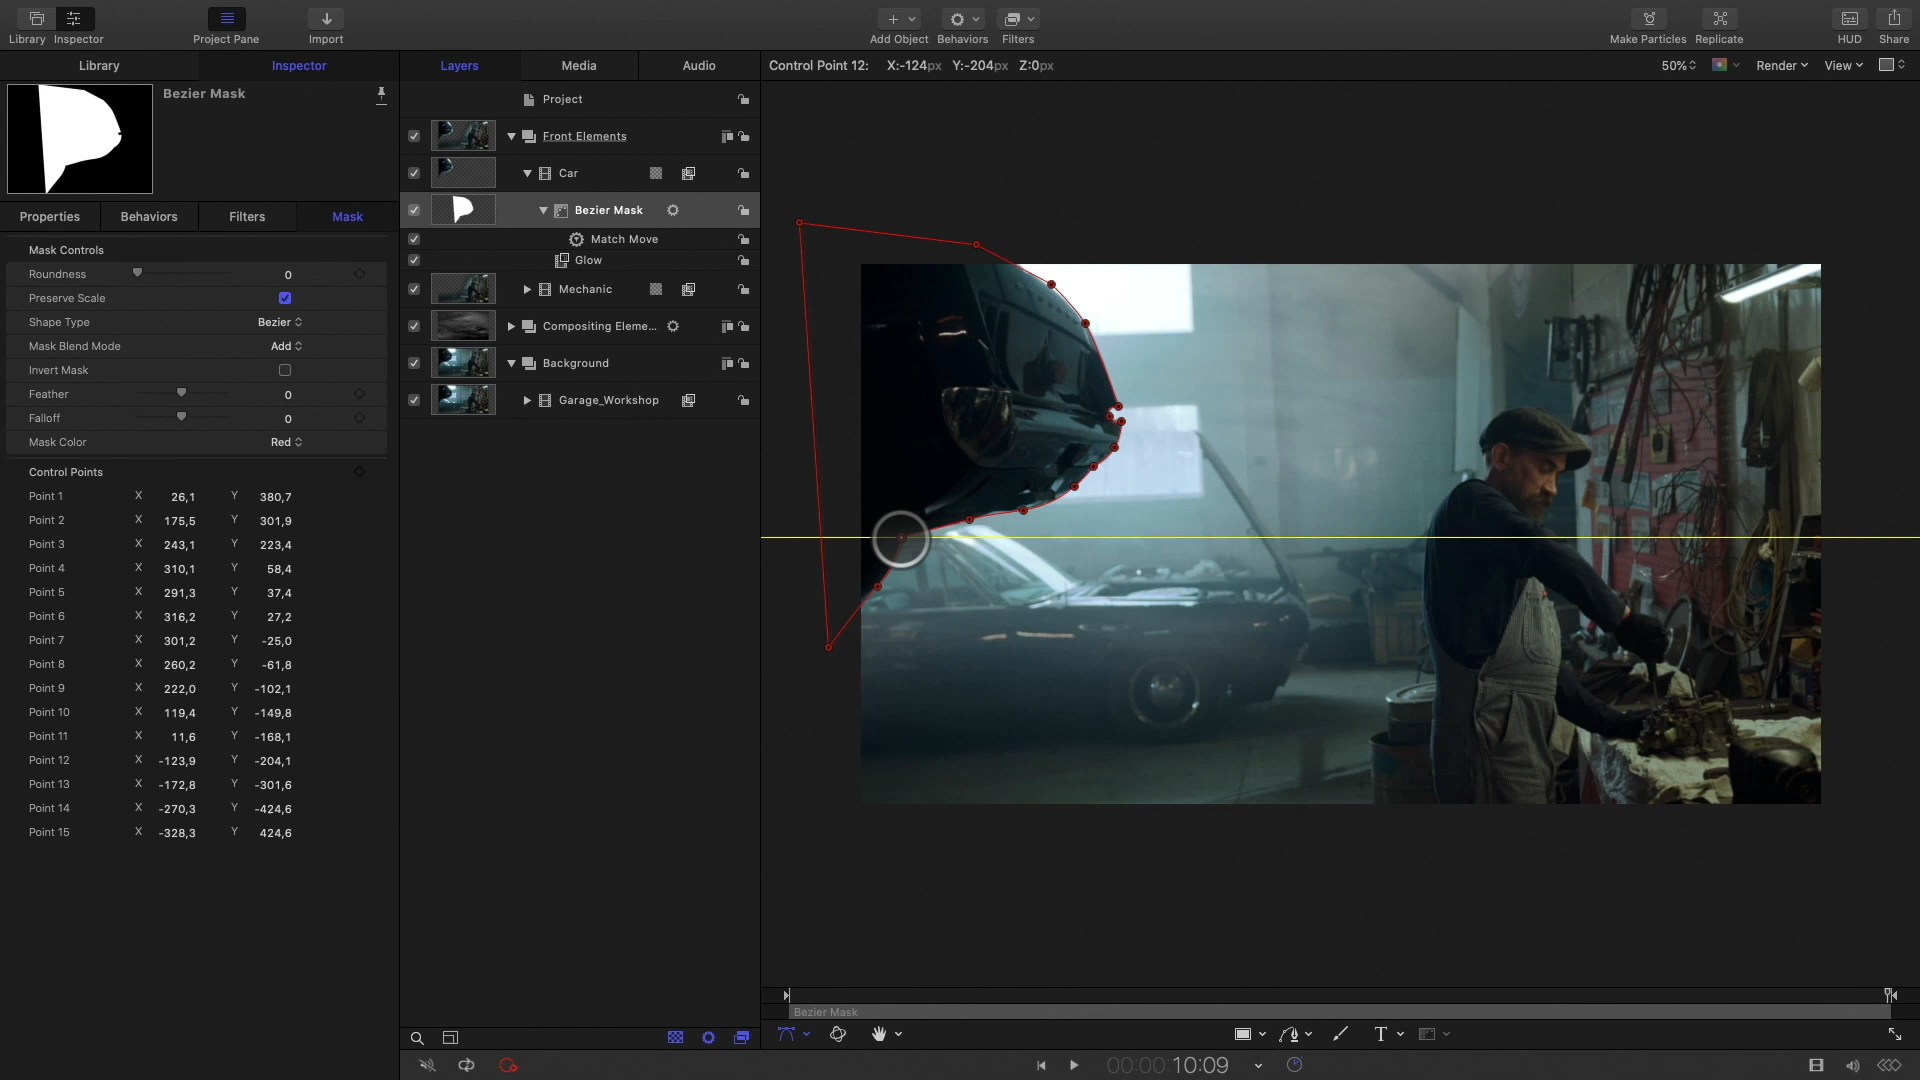 Library
Inspector
Project Pane
Import
Add Object
Behaviors
Filters
Make Particles
Replicate
HUD
Share
Library
Inspector
Layers
Media
Audio
Control Point 12: X:-124px Y:-204px Z:0px
50%
Render
View
Bezier Mask
Properties
Behaviors
Filters
Mask
Mask Controls
Roundness 0
Preserve Scale
Shape Type Bezier
Mask Blend Mode Add
Invert Mask
Feather 0
Falloff 0
Mask Color Red
Control Points
Point 1 X 26,1 Y 380,7
Point 2 X 175,5 Y 301,9
Point 3 X 243,1 Y 223,4
Point 4 X 310,1 Y 58,4
Point 5 X 291,3 Y 37,4
Point 6 X 316,2 Y 27,2
Point 7 X 301,2 Y -25,0
Point 8 X 260,2 Y -61,8
Point 9 X 222,0 Y -102,1
Point 10 X 119,4 Y -149,8
Point 11 X 11,6 Y -168,1
Point 12 X -123,9 Y -204,1
Point 13 X -172,8 Y -301,6
Point 14 X -270,3 Y -424,6
Point 15 X -328,3 Y 424,6
Project
Front Elements
Car
Bezier Mask
Match Move
Glow
Mechanic
Compositing Eleme...
Background
Garage_Workshop
Bezier Mask
T
00:00:10:09